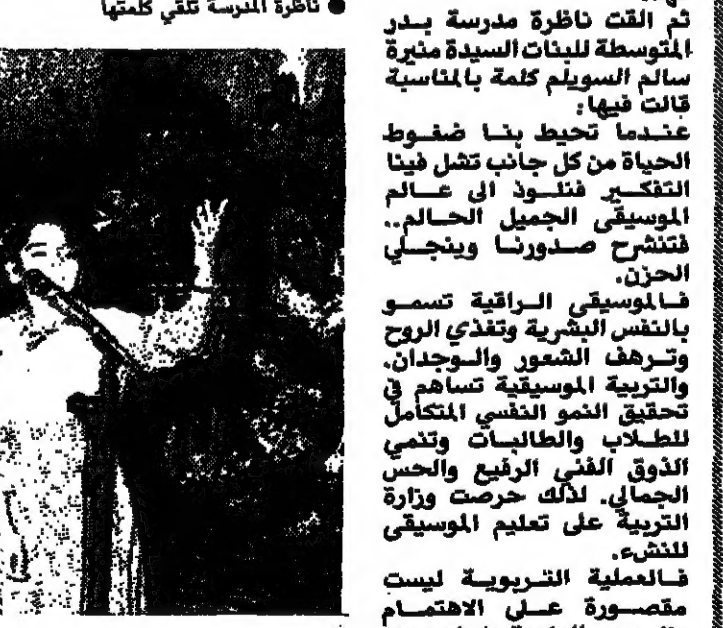 ● ناظرة المدرسة تلقي كلمتها
ثم القت ناظرة مدرسة بدر
المتوسطة للبنات السيدة منيرة
سالم السويلم كلمة بالمناسبة
قالت فيها:
عندما تحيط بنا ضغوط
الحياة من كل جانب تشل فينا
التفكير فنلوذ الى عالم
الموسيقى الجميل الحالم..
فتنشرح صدورنا وينجلي
الحزن.
فالموسيقى الراقية تسمو
بالنفس البشرية وتغذي الروح
وترهف الشعور والوجدان.
والتربية الموسيقية تساهم في
تحقيق النمو النفسي المتكامل
للطلاب والطالبات وتنمي
الذوق الفني الرفيع والحس
الجمالي. لذلك حرصت وزارة
التربية على تعليم الموسيقى
للنشء.
فالعملية التربوية ليست
مقصورة على الاهتمام